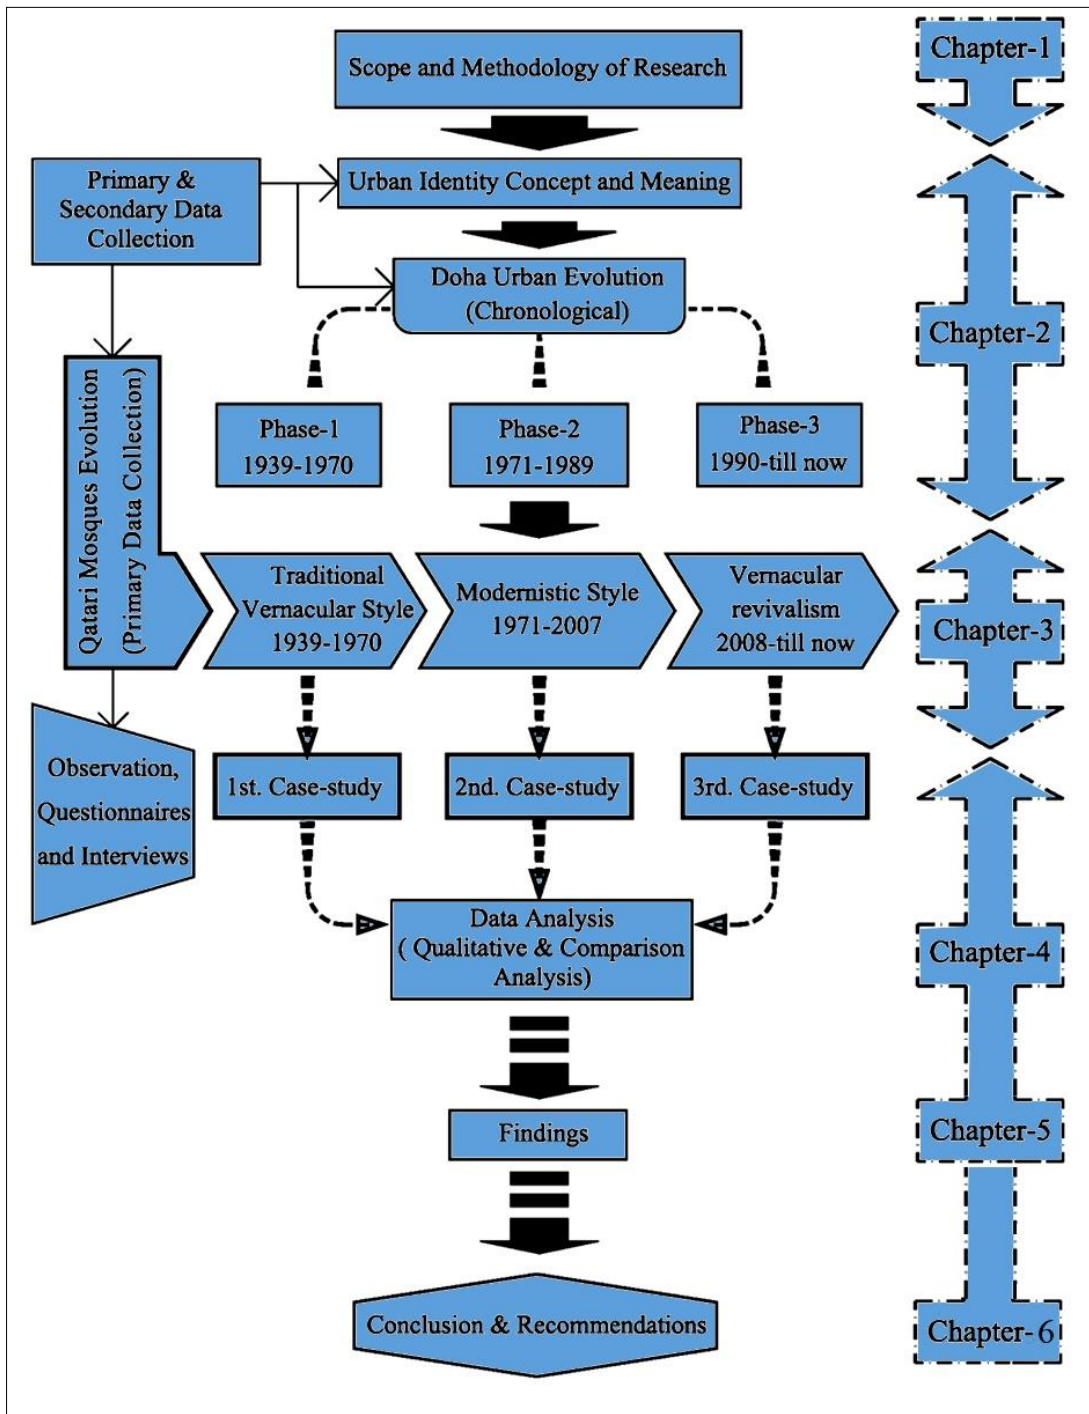 Scope and Methodology of Research
Chapter-1
Primary &
Secondary Data
Collection
Urban Identity Concept and Meaning
Doha Urban Evolution
(Chronological)
Chapter-2
Phase-1
1939-1970
Phase-2
1971-1989
Phase-3
1990-till now
Qatari Mosques Evolution
(Primary Data Collection)
Traditional
Vernacular Style
1939-1970
Modernistic Style
1971-2007
Vernacular
revivalism
2008-till now
Chapter-3
Observation,
Questionnaires
and Interviews
1st. Case-study
2nd. Case-study
3rd. Case-study
Data Analysis
( Qualitative & Comparison
Analysis)
Chapter-4
Findings
Chapter-5
Conclusion & Recommendations
Chapter-6